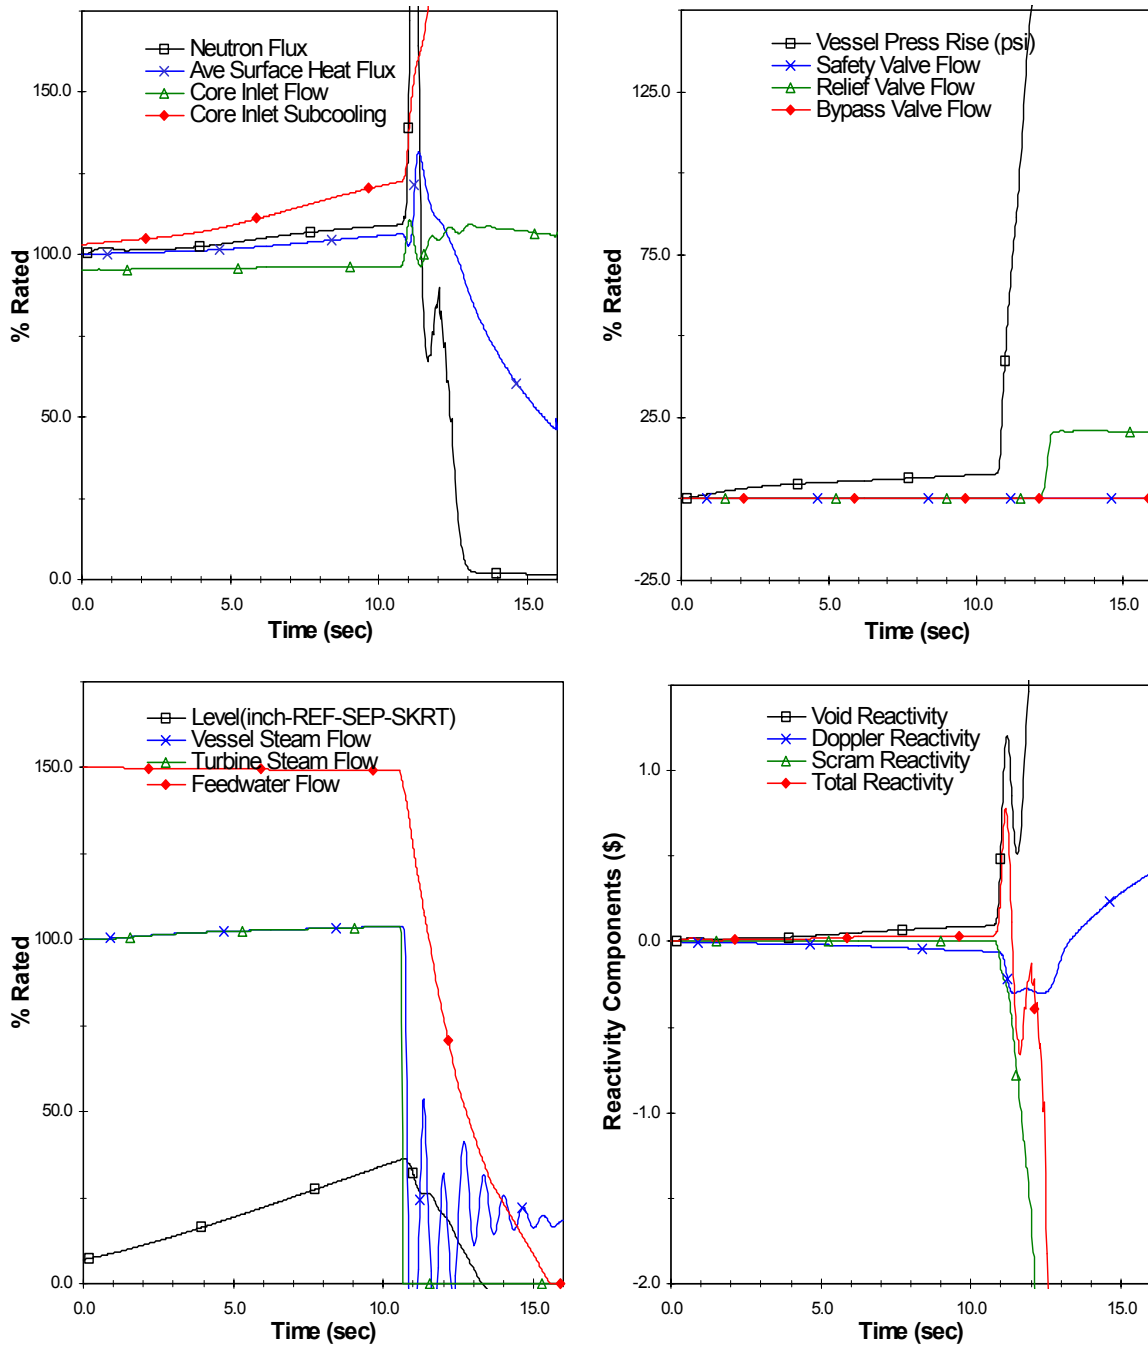 Neutron Flux
Ave Surface Heat Flux
Core Inlet Flow
Core Inlet Subcooling
150.0
100.0
50.0
0.0
% Rated
0.0 5.0 10.0 15.0
Time (sec)
Vessel Press Rise (psi)
Safety Valve Flow
Relief Valve Flow
Bypass Valve Flow
125.0
75.0
25.0
-25.0
% Rated
0.0 5.0 10.0 15.0
Time (sec)
Level(inch-REF-SEP-SKRT)
Vessel Steam Flow
Turbine Steam Flow
Feedwater Flow
150.0
100.0
50.0
0.0
% Rated
0.0 5.0 10.0 15.0
Time (sec)
Void Reactivity
Doppler Reactivity
Scram Reactivity
Total Reactivity
1.0
0.0
-1.0
-2.0
Reactivity Components ($)
0.0 5.0 10.0 15.0
Time (sec)